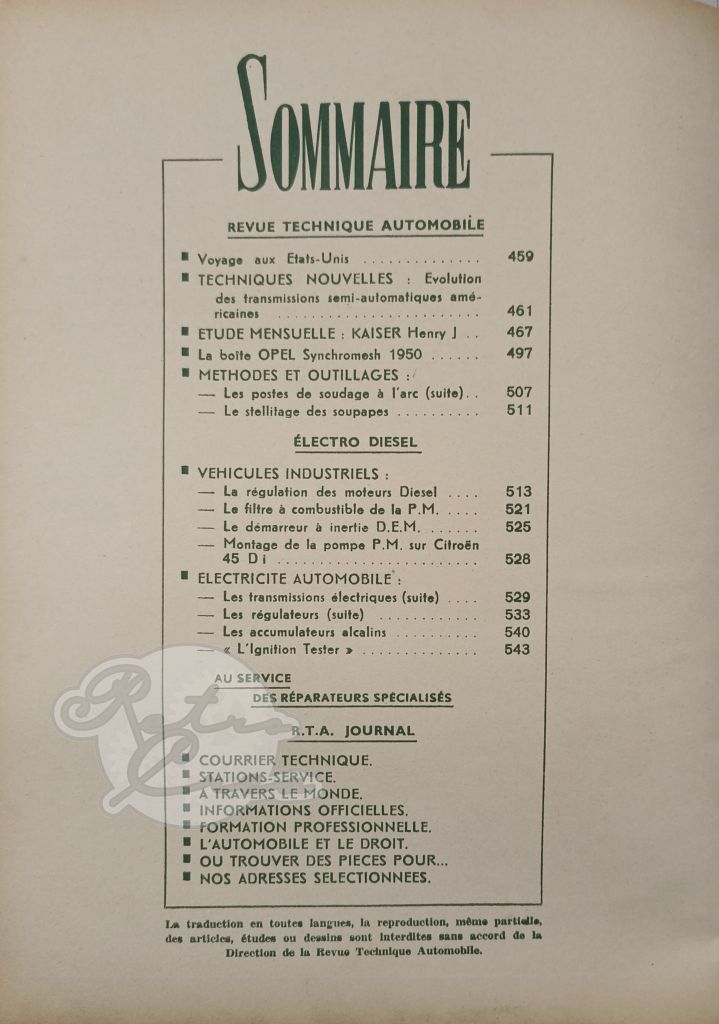 SOMMAIRE
REVUE TECHNIQUE AUTOMOBILE
■ Voyage aux Etats-Unis .............. 459
■ TECHNIQUES NOUVELLES : Evolution
des transmissions semi-automatiques amé-
ricaines ........................ 461
■ ETUDE MENSUELLE : KAISER Henry J .. 467
■ La boîte OPEL Synchromesh 1950 ...... 497
■ METHODES ET OUTILLAGES :
— Les postes de soudage à l'arc (suite).. 507
— Le stellitage des soupapes .......... 511
ÉLECTRO DIESEL
■ VEHICULES INDUSTRIELS :
— La régulation des moteurs Diesel .... 513
— Le filtre à combustible de la P.M. .... 521
— Le démarreur à inertie D.E.M. ....... 525
— Montage de la pompe P.M. sur Citroën
45 D i ........................ 528
■ ELECTRICITE AUTOMOBILE :
— Les transmissions électriques (suite) .... 529
— Les régulateurs (suite) ............ 533
— Les accumulateurs alcalins .......... 540
— « L'Ignition Tester » .............. 543
AU SERVICE
DES RÉPARATEURS SPÉCIALISÉS
R.T.A. JOURNAL
■ COURRIER TECHNIQUE.
■ STATIONS-SERVICE.
■ A TRAVERS LE MONDE.
■ INFORMATIONS OFFICIELLES.
■ FORMATION PROFESSIONNELLE.
■ L'AUTOMOBILE ET LE DROIT.
■ OU TROUVER DES PIECES POUR...
■ NOS ADRESSES SELECTIONNEES.
La traduction en toutes langues, la reproduction, même partielle,
des articles, études ou dessins sont interdites sans accord de la
Direction de la Revue Technique Automobile.
Retro